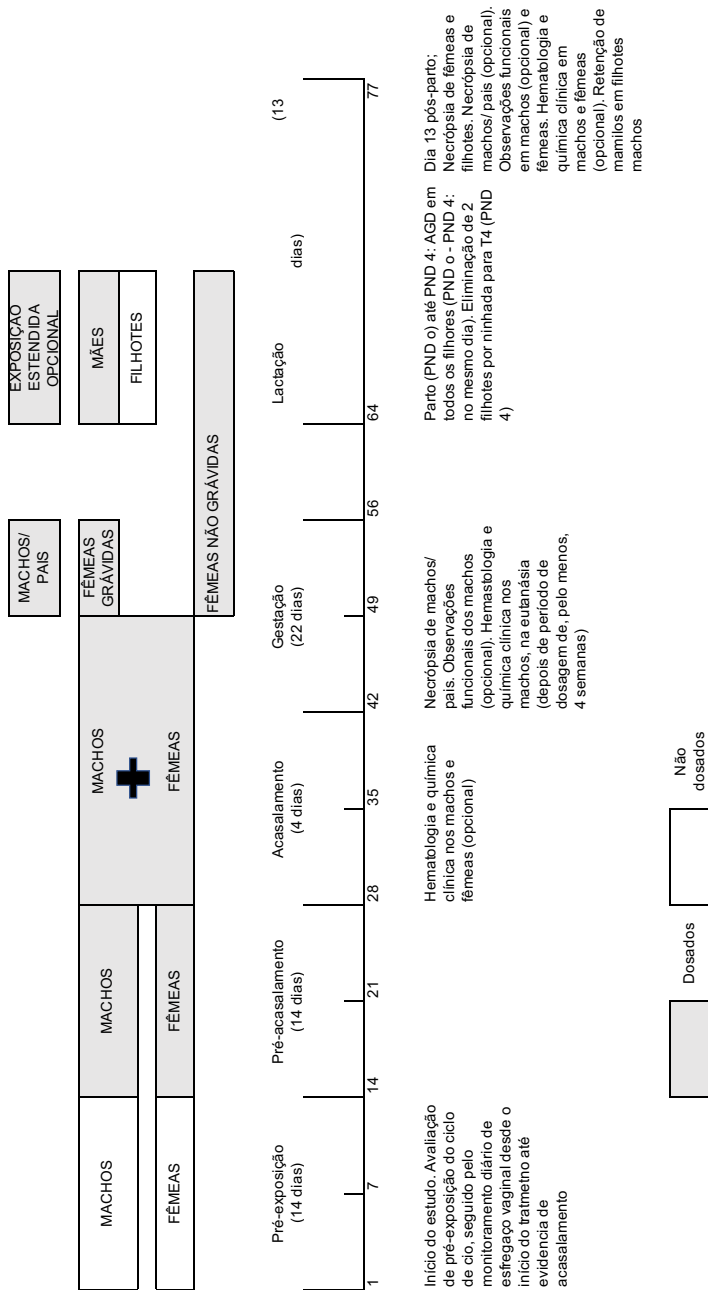 MACHOS
FÊMEAS
MACHOS
FÊMEAS
MACHOS
FÊMEAS
MACHOS/
PAIS
FÊMEAS
GRÁVIDAS
FÊMEAS NÃO GRÁVIDAS
EXPOSIÇÃO
ESTENDIDA
OPCIONAL
MÃES
FILHOTES
Pré-exposição
(14 dias)
Pré-acasalamento
(14 dias)
Acasalamento
(4 dias)
Gestação
(22 dias)
Lactação
(13
dias)
1
7
14
21
28
35
42
49
56
64
77
Início do estudo. Avaliação
de pré-exposição do ciclo
de cio, seguido pelo
monitoramento diário de
esfregaço vaginal desde o
início do tratmetno até
evidencia de
acasalamento
Hematologia e química
clínica nos machos e
fêmeas (opcional)
Necrópsia de machos/
pais. Observações
funcionais dos machos
(opcional). Hemastologia e
química clínica nos
machos, na eutanásia
(depois de período de
dosagem de, pelo menos,
4 semanas)
Parto (PND o) até PND 4: AGD em
todos os filhores (PND o - PND 4:
no mesmo dia). Eliminação de 2
filhotes por ninhada para T4 (PND
4)
Dia 13 pós-parto;
Necrópsia de fêmeas e
filhotes. Necrópsia de
machos/ pais (opcional).
Observações funcionais
em machos (opcional) e
fêmeas. Hematologia e
química clínica em
machos e fêmeas
(opcional). Retenção de
mamilos em filhotes
machos
Dosados
Não
dosados